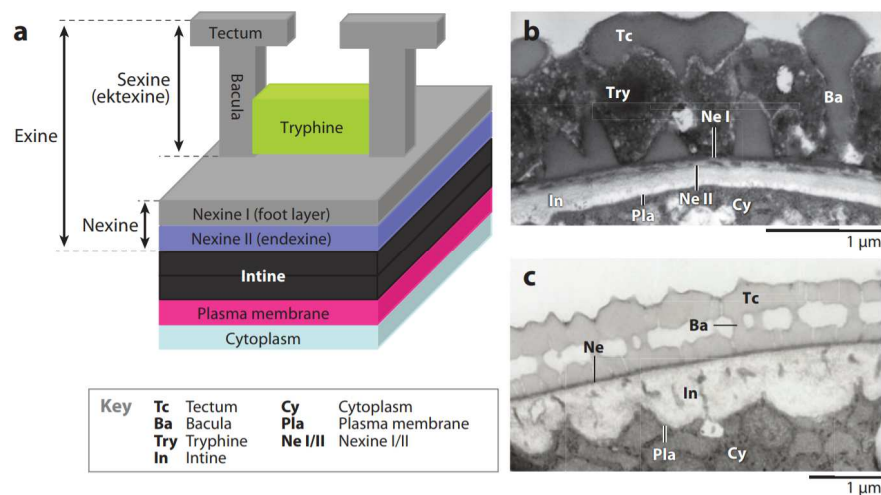 a
Tectum
Sexine
(ektexine)
Bacula
Exine
Tryphine
Nexine
Nexine I (foot layer)
Nexine II (endexine)
Intine
Plasma membrane
Cytoplasm
Key
Tc Tectum Cy Cytoplasm
Ba Bacula Pla Plasma membrane
Try Tryphine Ne I/II Nexine I/II
In Intine
b
Tc
Try
Ba
Ne I
In
Ne II
Pla
Cy
1 µm
c
Tc
Ba
Ne
In
Pla
Cy
1 µm